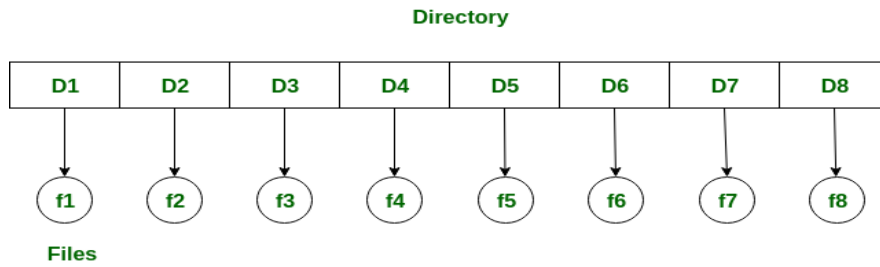 Directory
D1 D2 D3 D4 D5 D6 D7 D8
f1 f2 f3 f4 f5 f6 f7 f8
Files